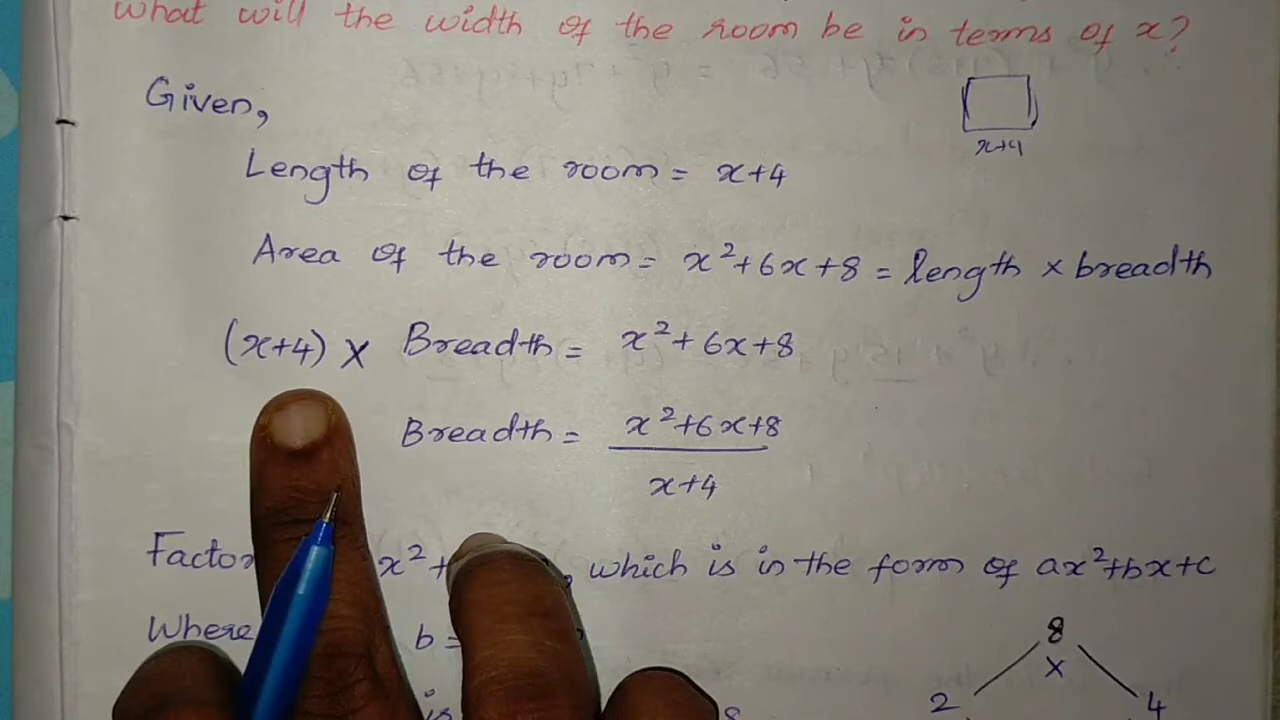 what will the width of the room be in terms of x?
Given,
x+4
Length of the room = x+4
Area of the room = x²+6x+8 = length × breadth
(x+4) × Breadth = x²+6x+8
Breadth = x²+6x+8
x+4
x²+ , which is in the form of ax²+bx+c
Where b=
8
×
2 4
is 8